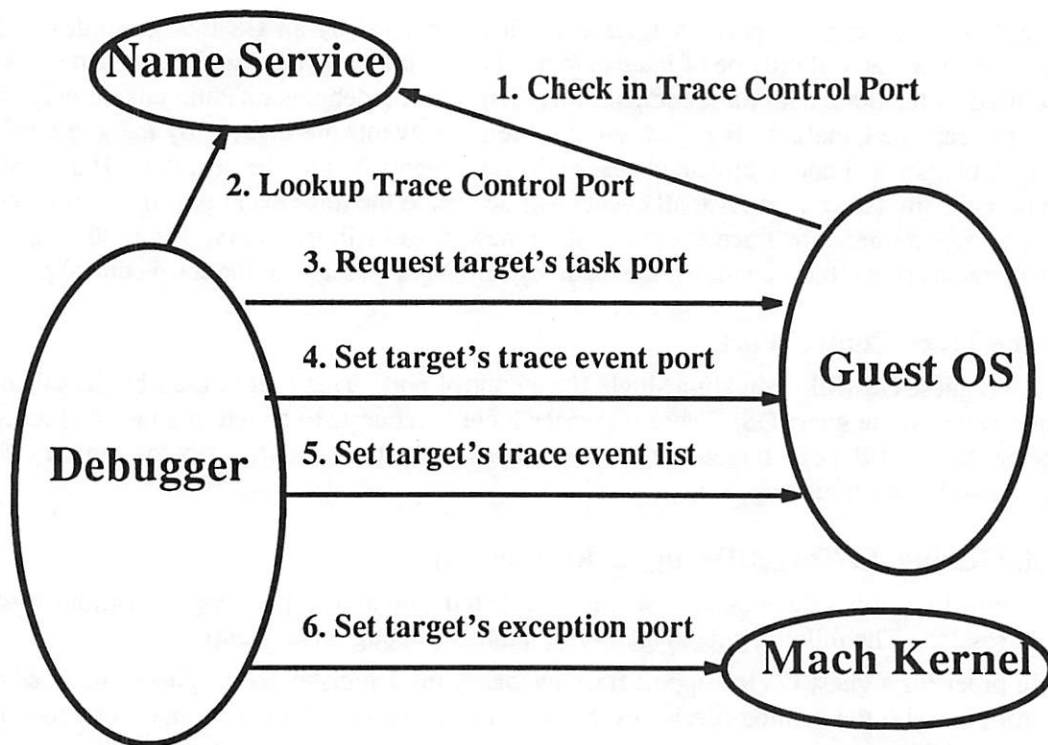 Name Service
1. Check in Trace Control Port
2. Lookup Trace Control Port
3. Request target's task port
4. Set target's trace event port
Guest OS
5. Set target's trace event list
Debugger
6. Set target's exception port
Mach Kernel